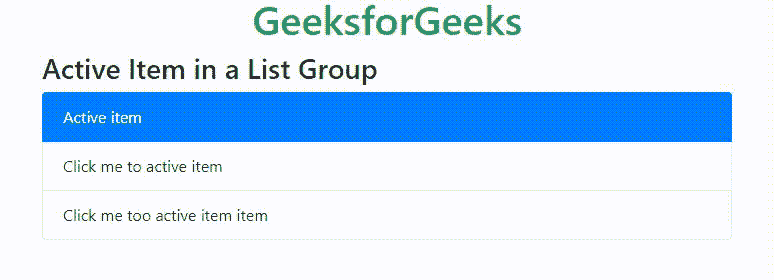 GeeksforGeeks
Active Item in a List Group
Active item
Click me to active item
Click me too active item item